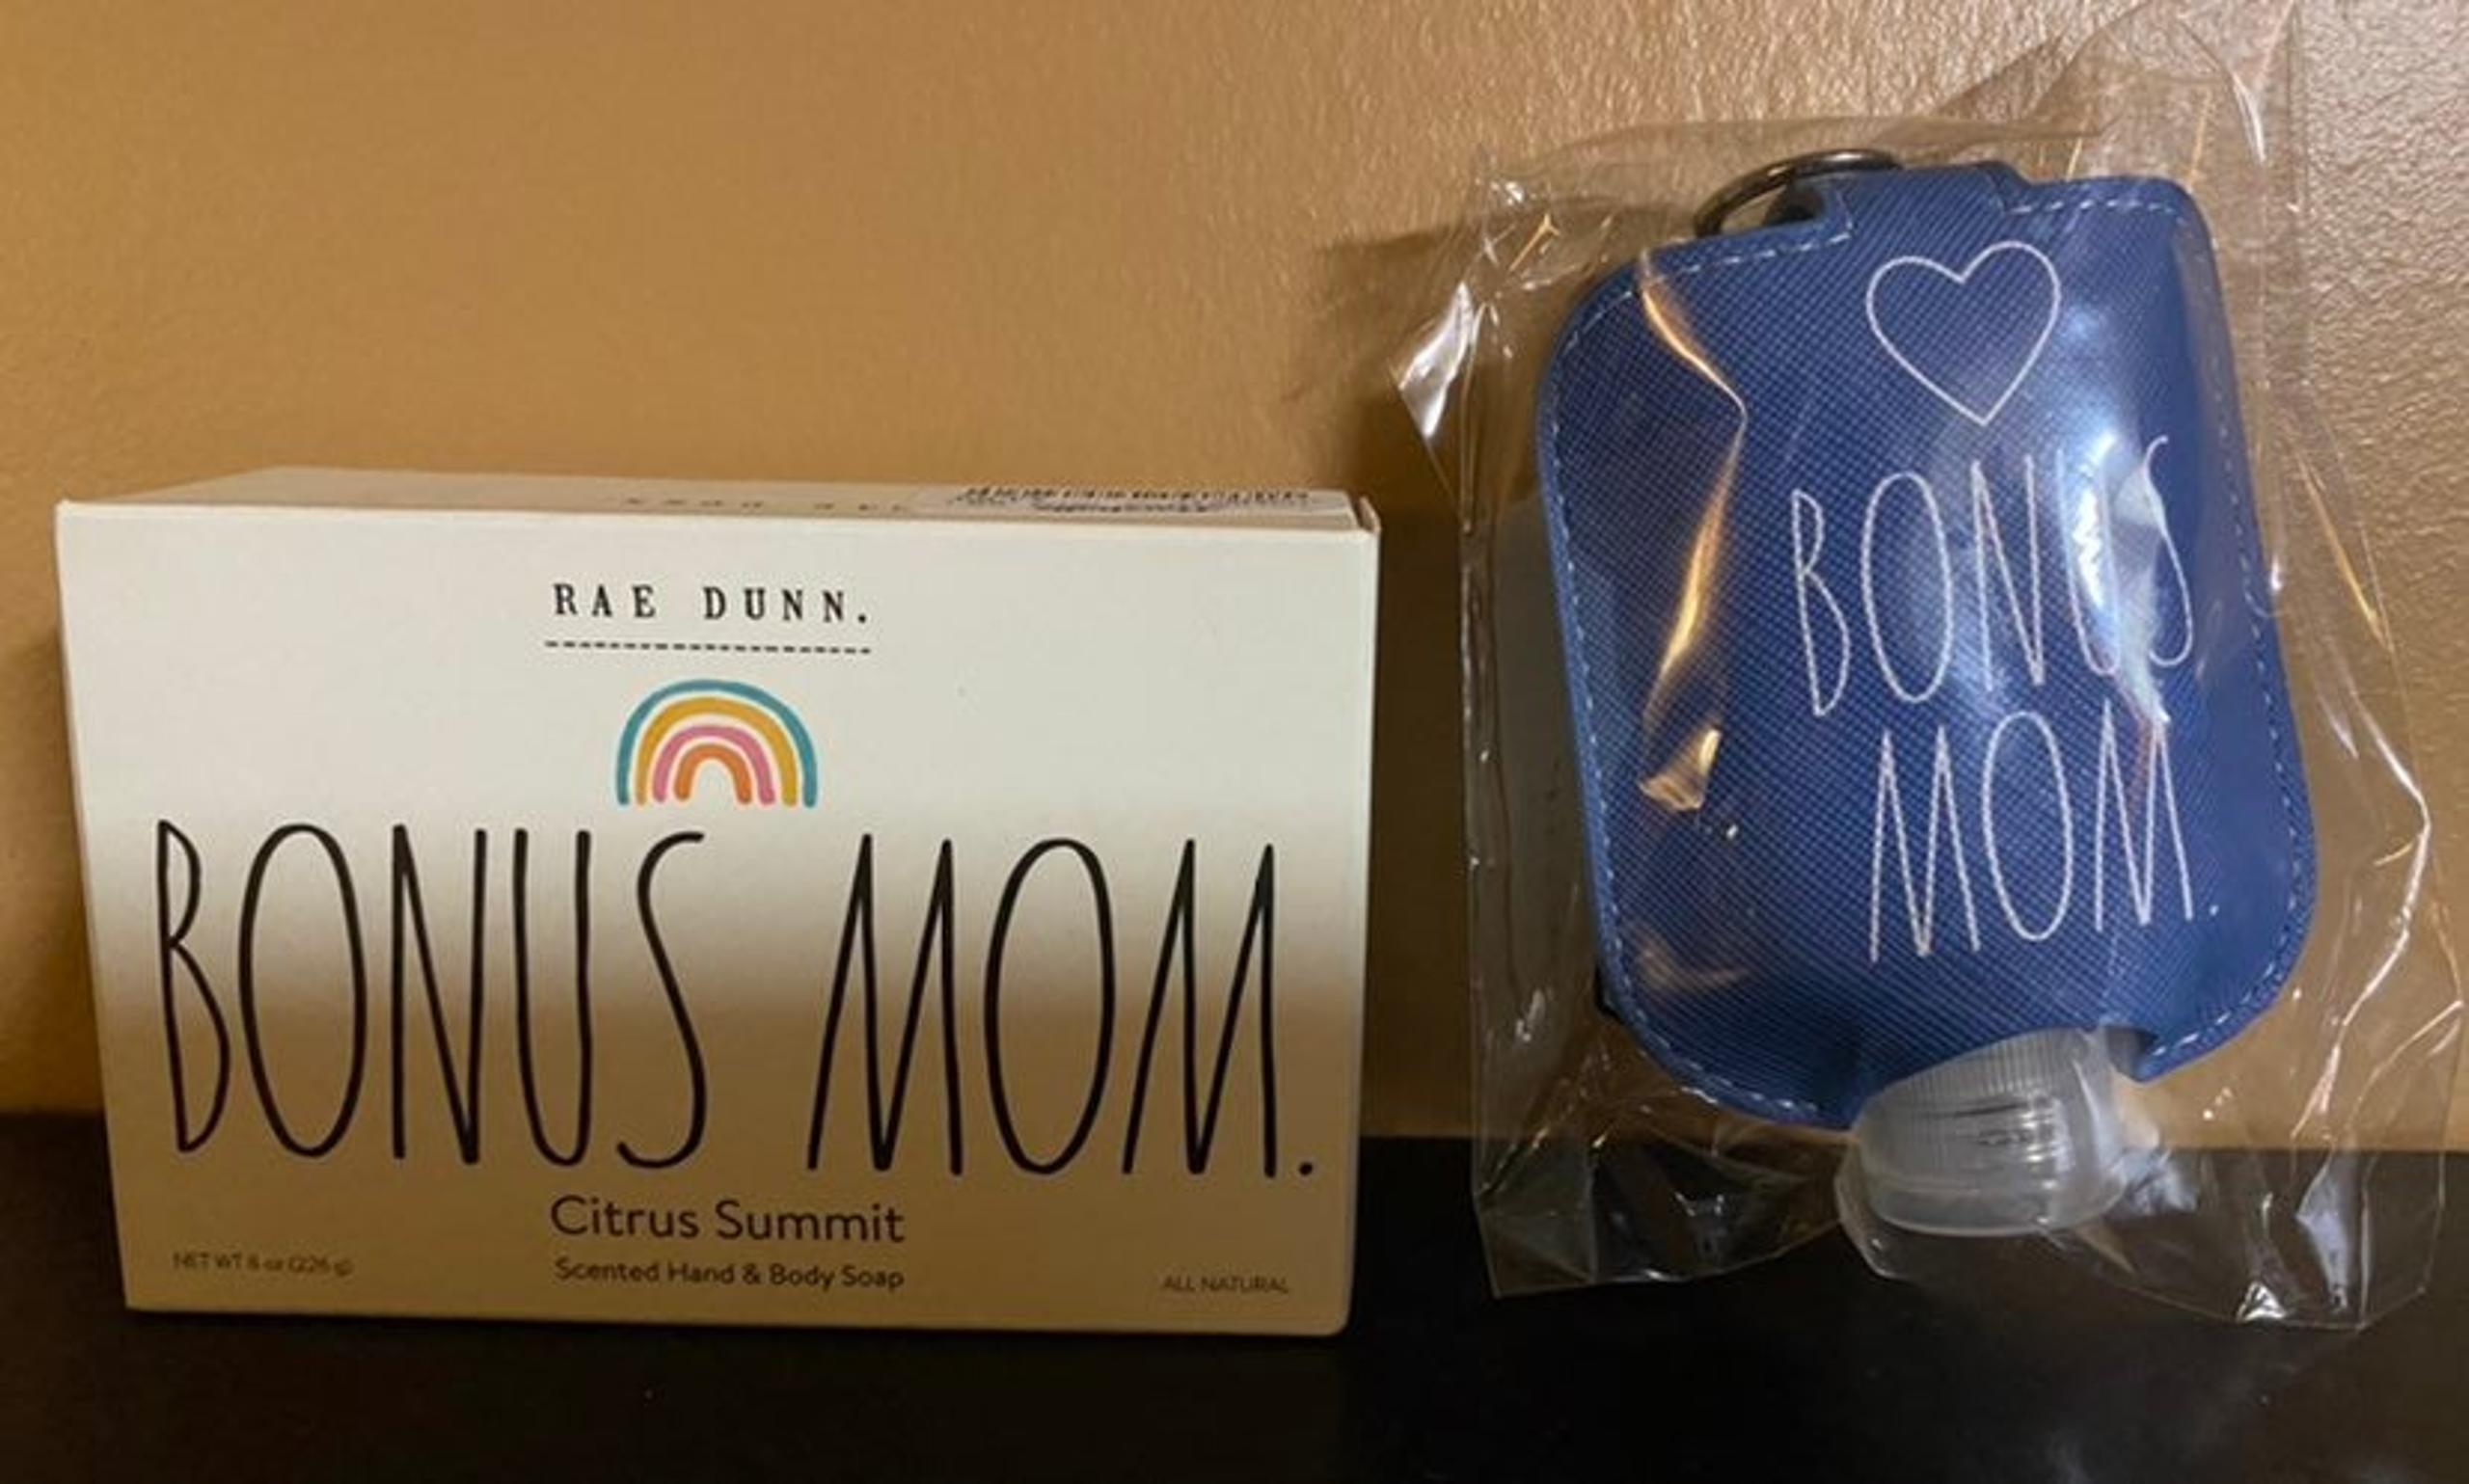 RAE DUNN.
BONUS MOM.
Citrus Summit
Scented Hand & Body Soap
NET WT 8 oz (226 g)
ALL NATURAL
BONUS
MOM.